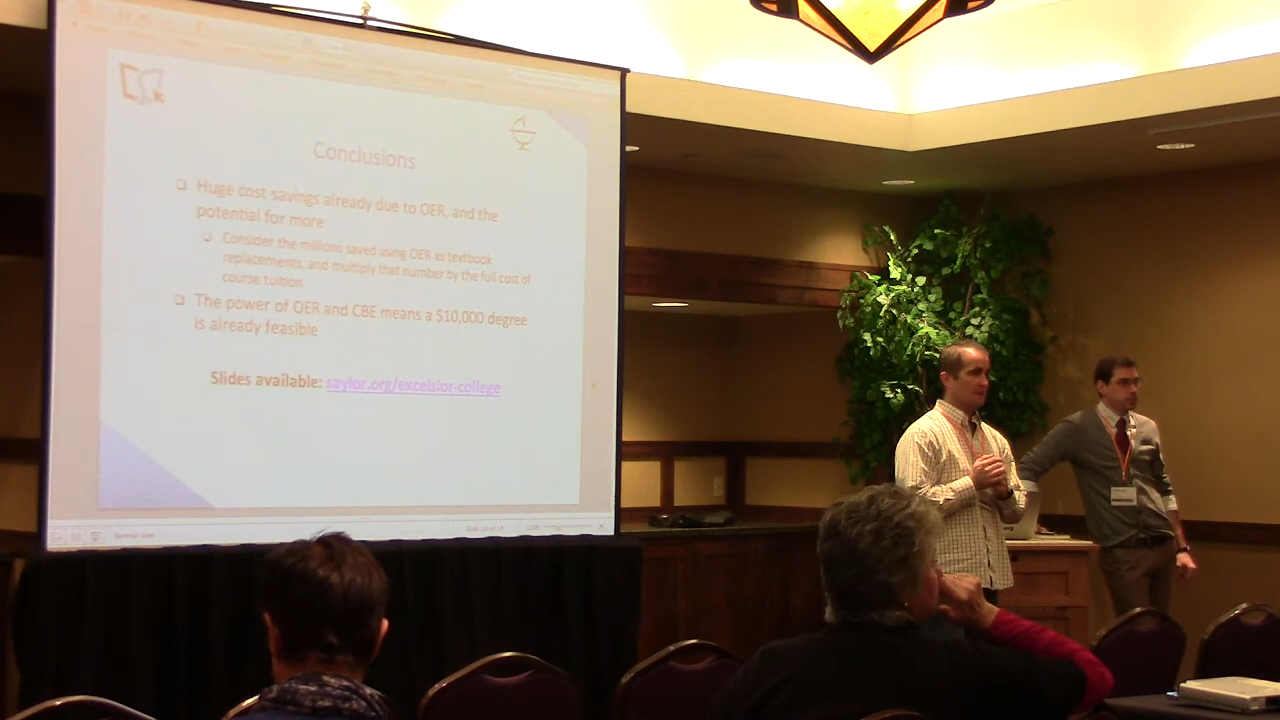 Conclusions
Huge cost savings already due to OER, and the
potential for more
Consider the millions saved using OER as textbook
replacements, and multiply that number by the full cost of
course tuition
The power of OER and CBE means a $10,000 degree
is already feasible
Slides available: saylor.org/excelsior-college
Normal View